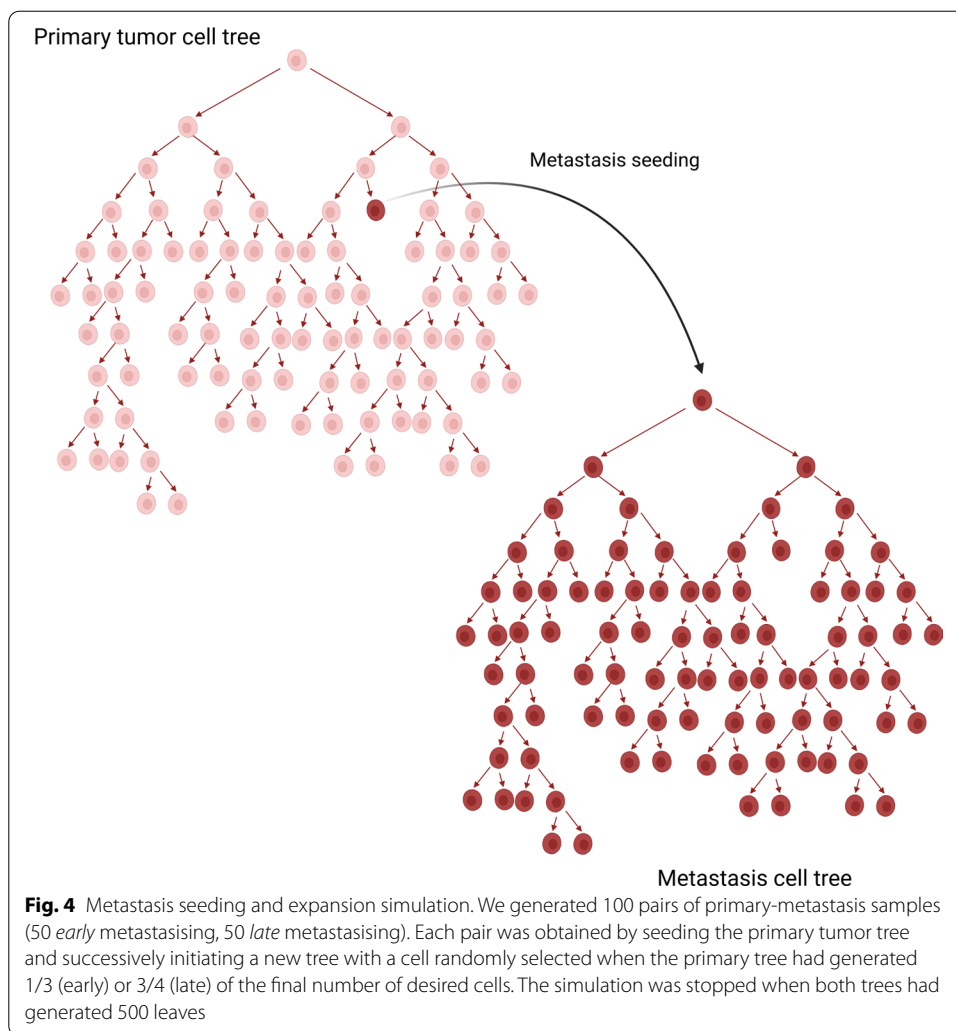 Primary tumor cell tree
Metastasis seeding
Metastasis cell tree
Fig. 4 Metastasis seeding and expansion simulation. We generated 100 pairs of primary-metastasis samples
(50 early metastasising, 50 late metastasising). Each pair was obtained by seeding the primary tumor tree
and successively initiating a new tree with a cell randomly selected when the primary tree had generated
1/3 (early) or 3/4 (late) of the final number of desired cells. The simulation was stopped when both trees had
generated 500 leaves